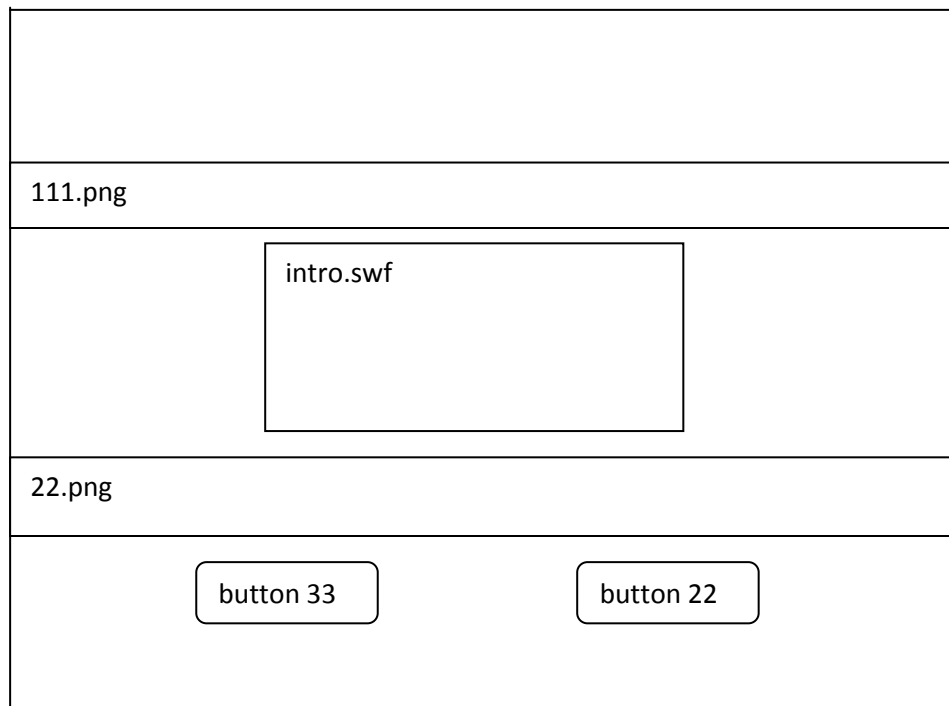 111.png
intro.swf
22.png
button 33
button 22